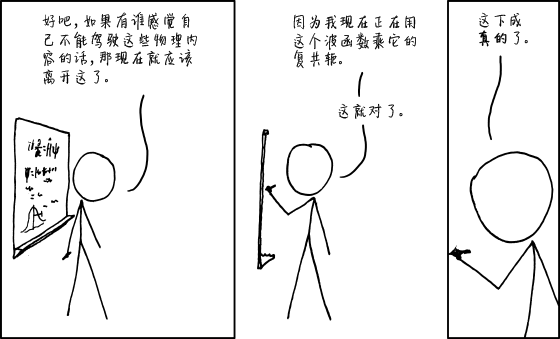 好吧，如果有谁感觉自
己不能驾驶这些物理内
容的话，那现在就应该
离开这了。
因为我现在正在用
这个波函数乘它的
复共轭。
这就对了。
这下成
真的了。